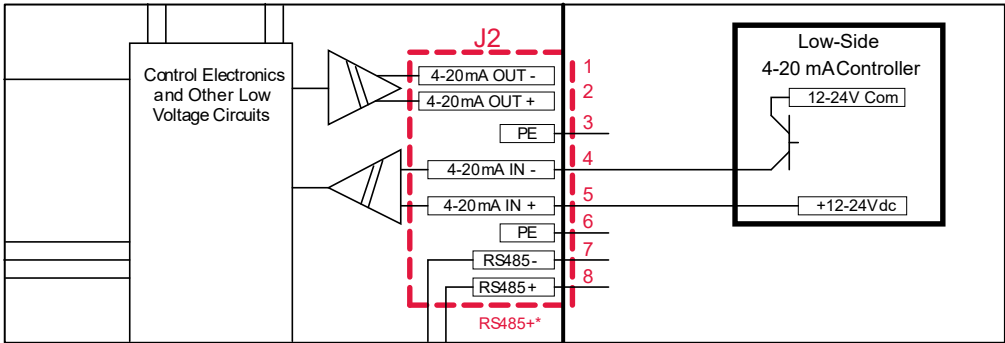 Control Electronics
and Other Low
Voltage Circuits
J2
4-20mA OUT - 1
4-20mA OUT + 2
PE 3
4-20mA IN - 4
4-20mA IN + 5
PE 6
RS485- 7
RS485+ 8
RS485+*
Low-Side
4-20 mAController
12-24V Com
+12-24Vdc